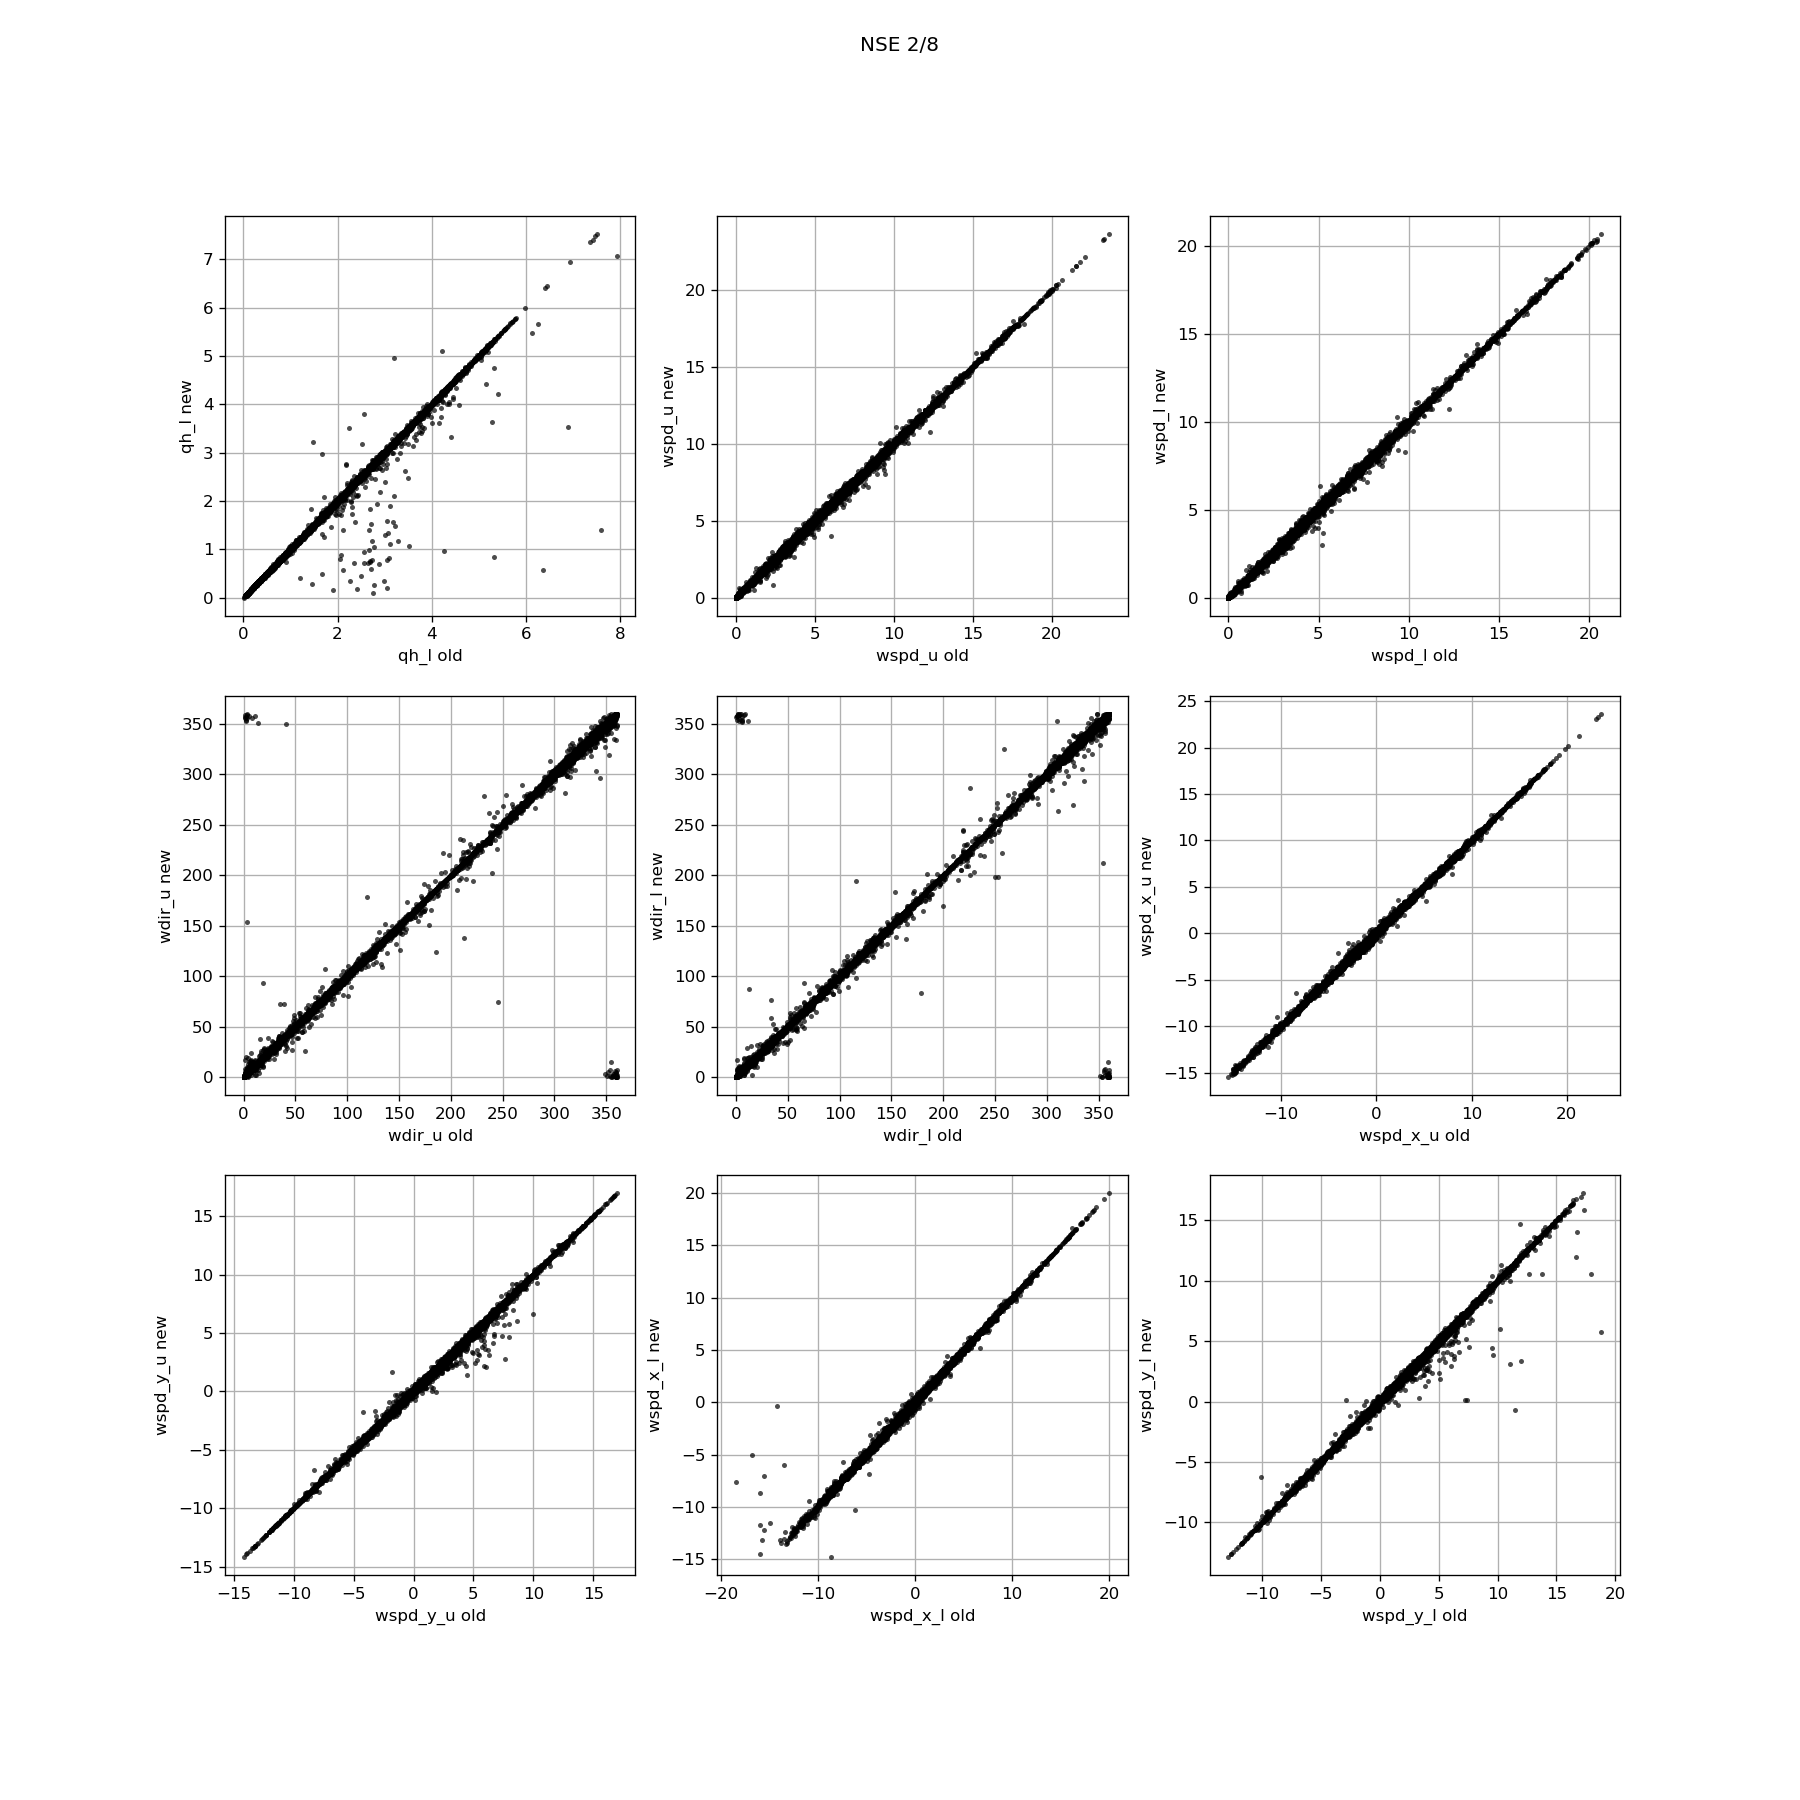 NSE 2/8
7
6
5
4
3
2
1
0
qh_l new
0 2 4 6 8
qh_l old
20
15
10
5
0
wspd_u new
0 5 10 15 20
wspd_u old
20
15
10
5
0
wspd_l new
0 5 10 15 20
wspd_l old
350
300
250
200
150
100
50
0
wdir_u new
0 50 100 150 200 250 300 350
wdir_u old
350
300
250
200
150
100
50
0
wdir_l new
0 50 100 150 200 250 300 350
wdir_l old
25
20
15
10
5
0
−5
−10
−15
wspd_x_u new
−10 0 10 20
wspd_x_u old
15
10
5
0
−5
−10
−15
wspd_y_u new
−15 −10 −5 0 5 10 15
wspd_y_u old
20
15
10
5
0
−5
−10
−15
wspd_x_l new
−20 −10 0 10 20
wspd_x_l old
15
10
5
0
−5
−10
wspd_y_l new
−10 −5 0 5 10 15 20
wspd_y_l old